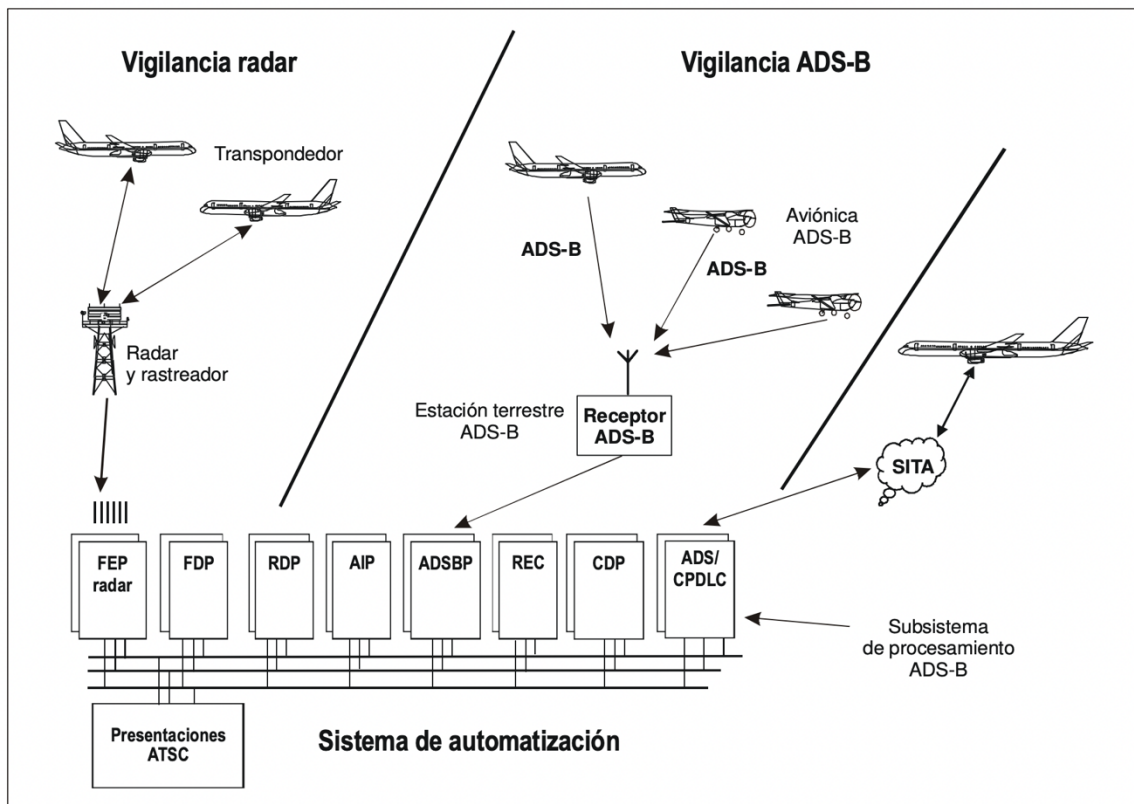 Vigilancia radar
Vigilancia ADS-B
Transpondedor
ADS-B
Aviónica
ADS-B
ADS-B
Radar
y rastreador
Estación terrestre
ADS-B
Receptor
ADS-B
SITA
FEP
radar
FDP
RDP
AIP
ADSBP
REC
CDP
ADS/
CPDLC
Subsistema
de procesamiento
ADS-B
Presentaciones
ATSC
Sistema de automatización